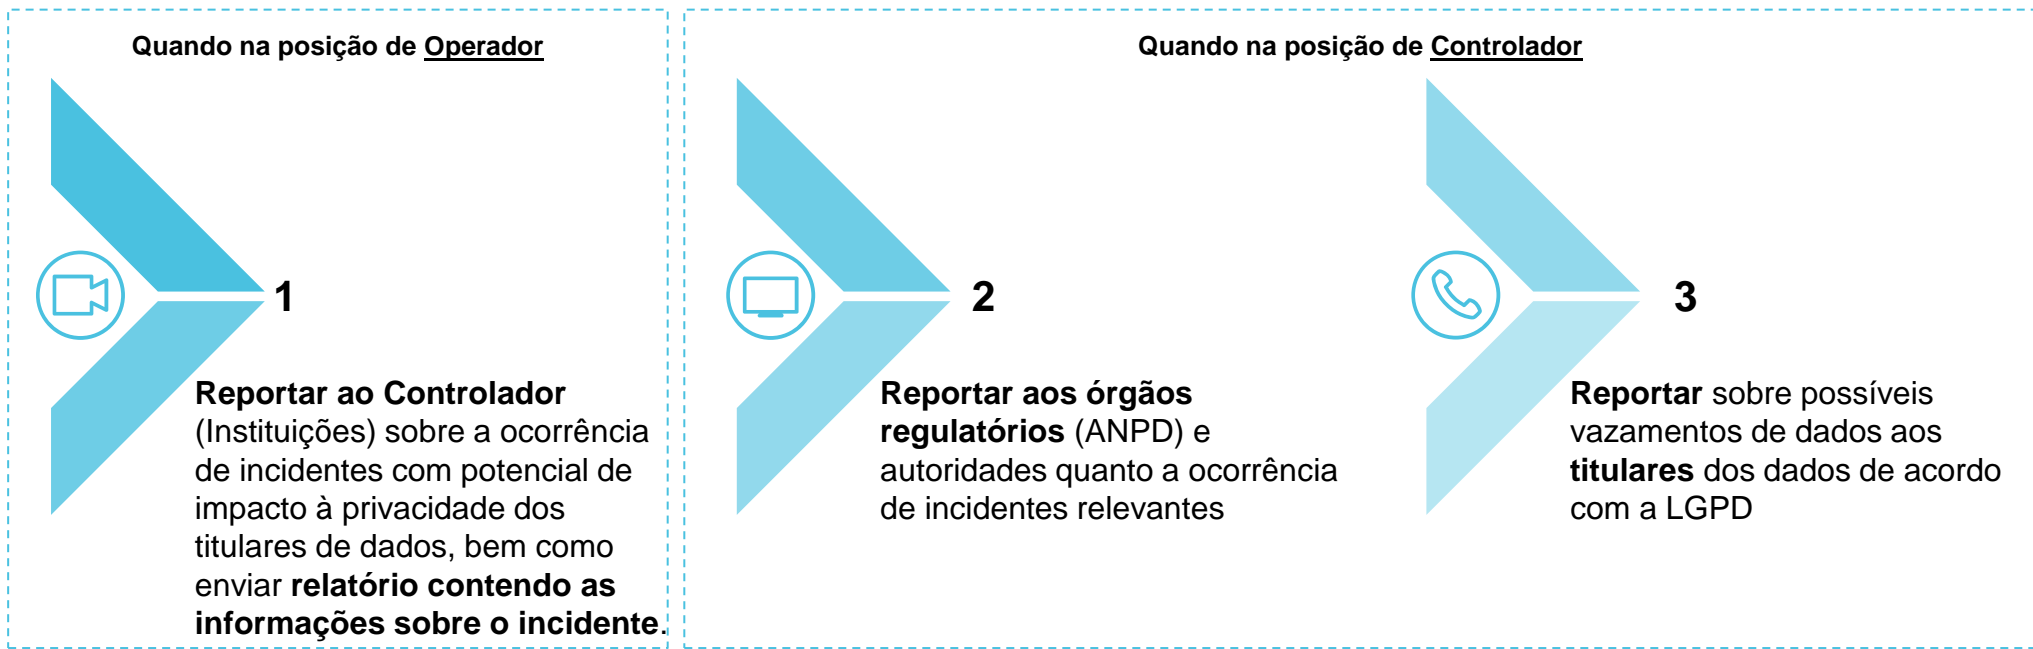 Quando na posição de Operador
1
Reportar ao Controlador
(Instituições) sobre a ocorrência
de incidentes com potencial de
impacto à privacidade dos
titulares de dados, bem como
enviar relatório contendo as
informações sobre o incidente.
Quando na posição de Controlador
2
Reportar aos órgãos
regulatórios (ANPD) e
autoridades quanto a ocorrência
de incidentes relevantes
3
Reportar sobre possíveis
vazamentos de dados aos
titulares dos dados de acordo
com a LGPD